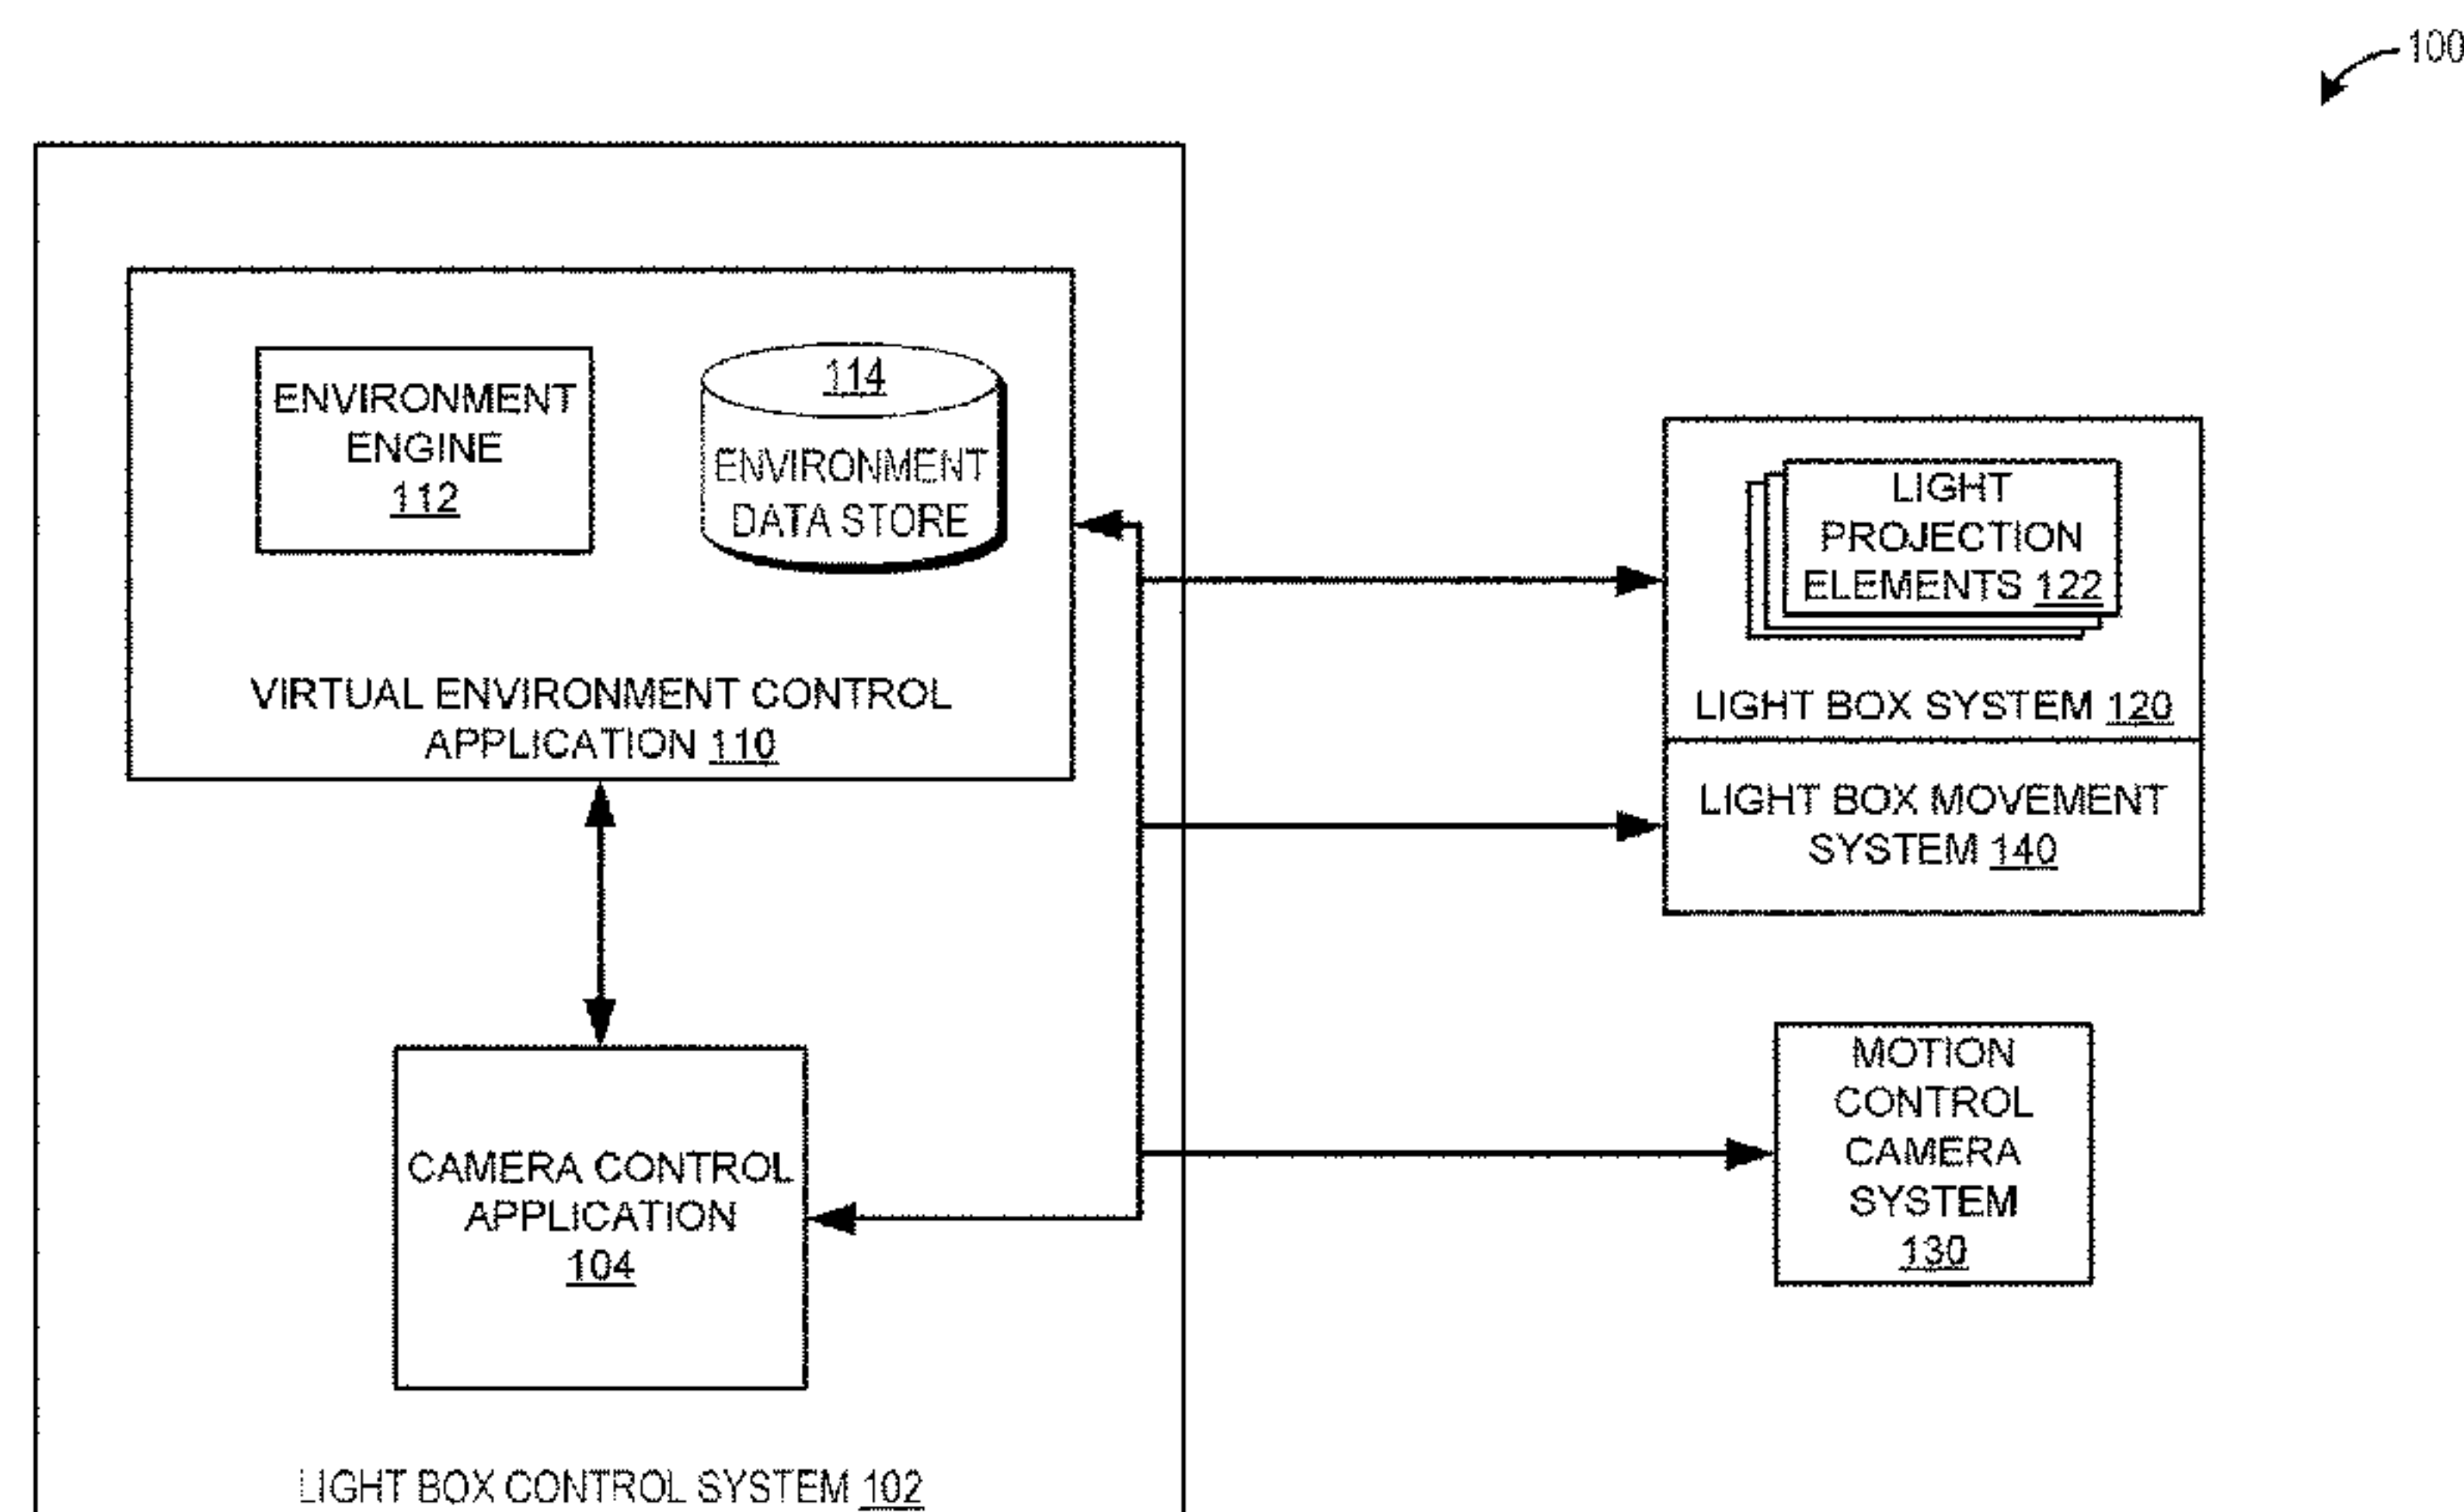 100
ENVIRONMENT
ENGINE
112
114
ENVIRONMENT
DATA STORE
VIRTUAL ENVIRONMENT CONTROL
APPLICATION 110
LIGHT
PROJECTION
ELEMENTS 122
LIGHT BOX SYSTEM 120
LIGHT BOX MOVEMENT
SYSTEM 140
CAMERA CONTROL
APPLICATION
104
MOTION
CONTROL
CAMERA
SYSTEM
130
LIGHT BOX CONTROL SYSTEM 102